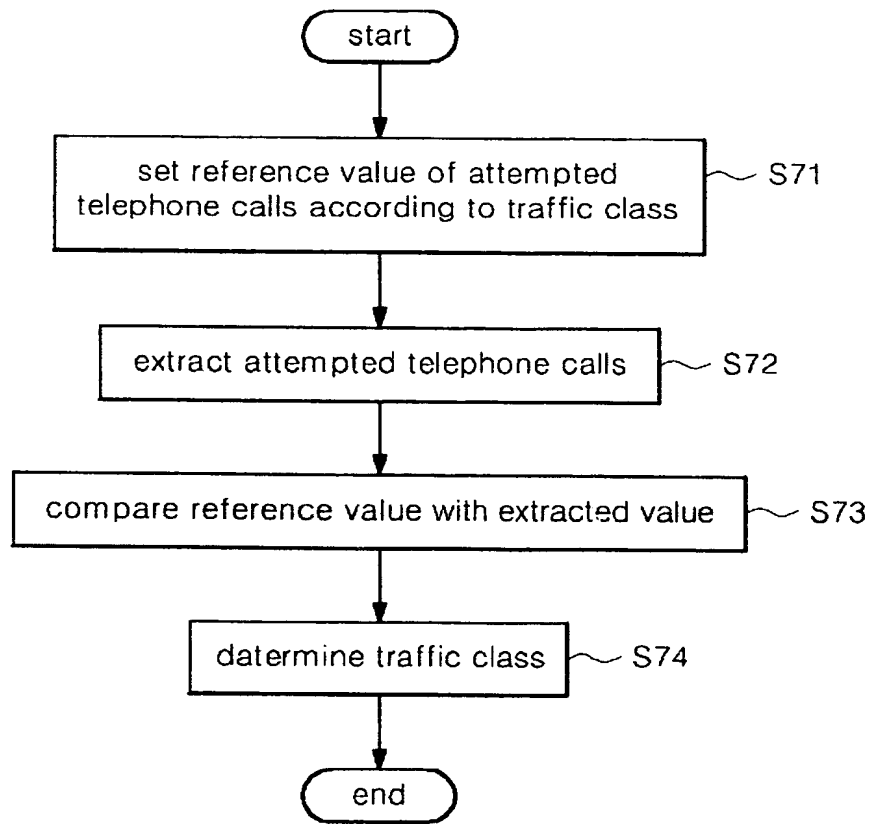 start
set reference value of attempted
telephone calls according to traffic class
S71
extract attempted telephone calls
S72
compare reference value with extracted value
S73
datermine traffic class
S74
end